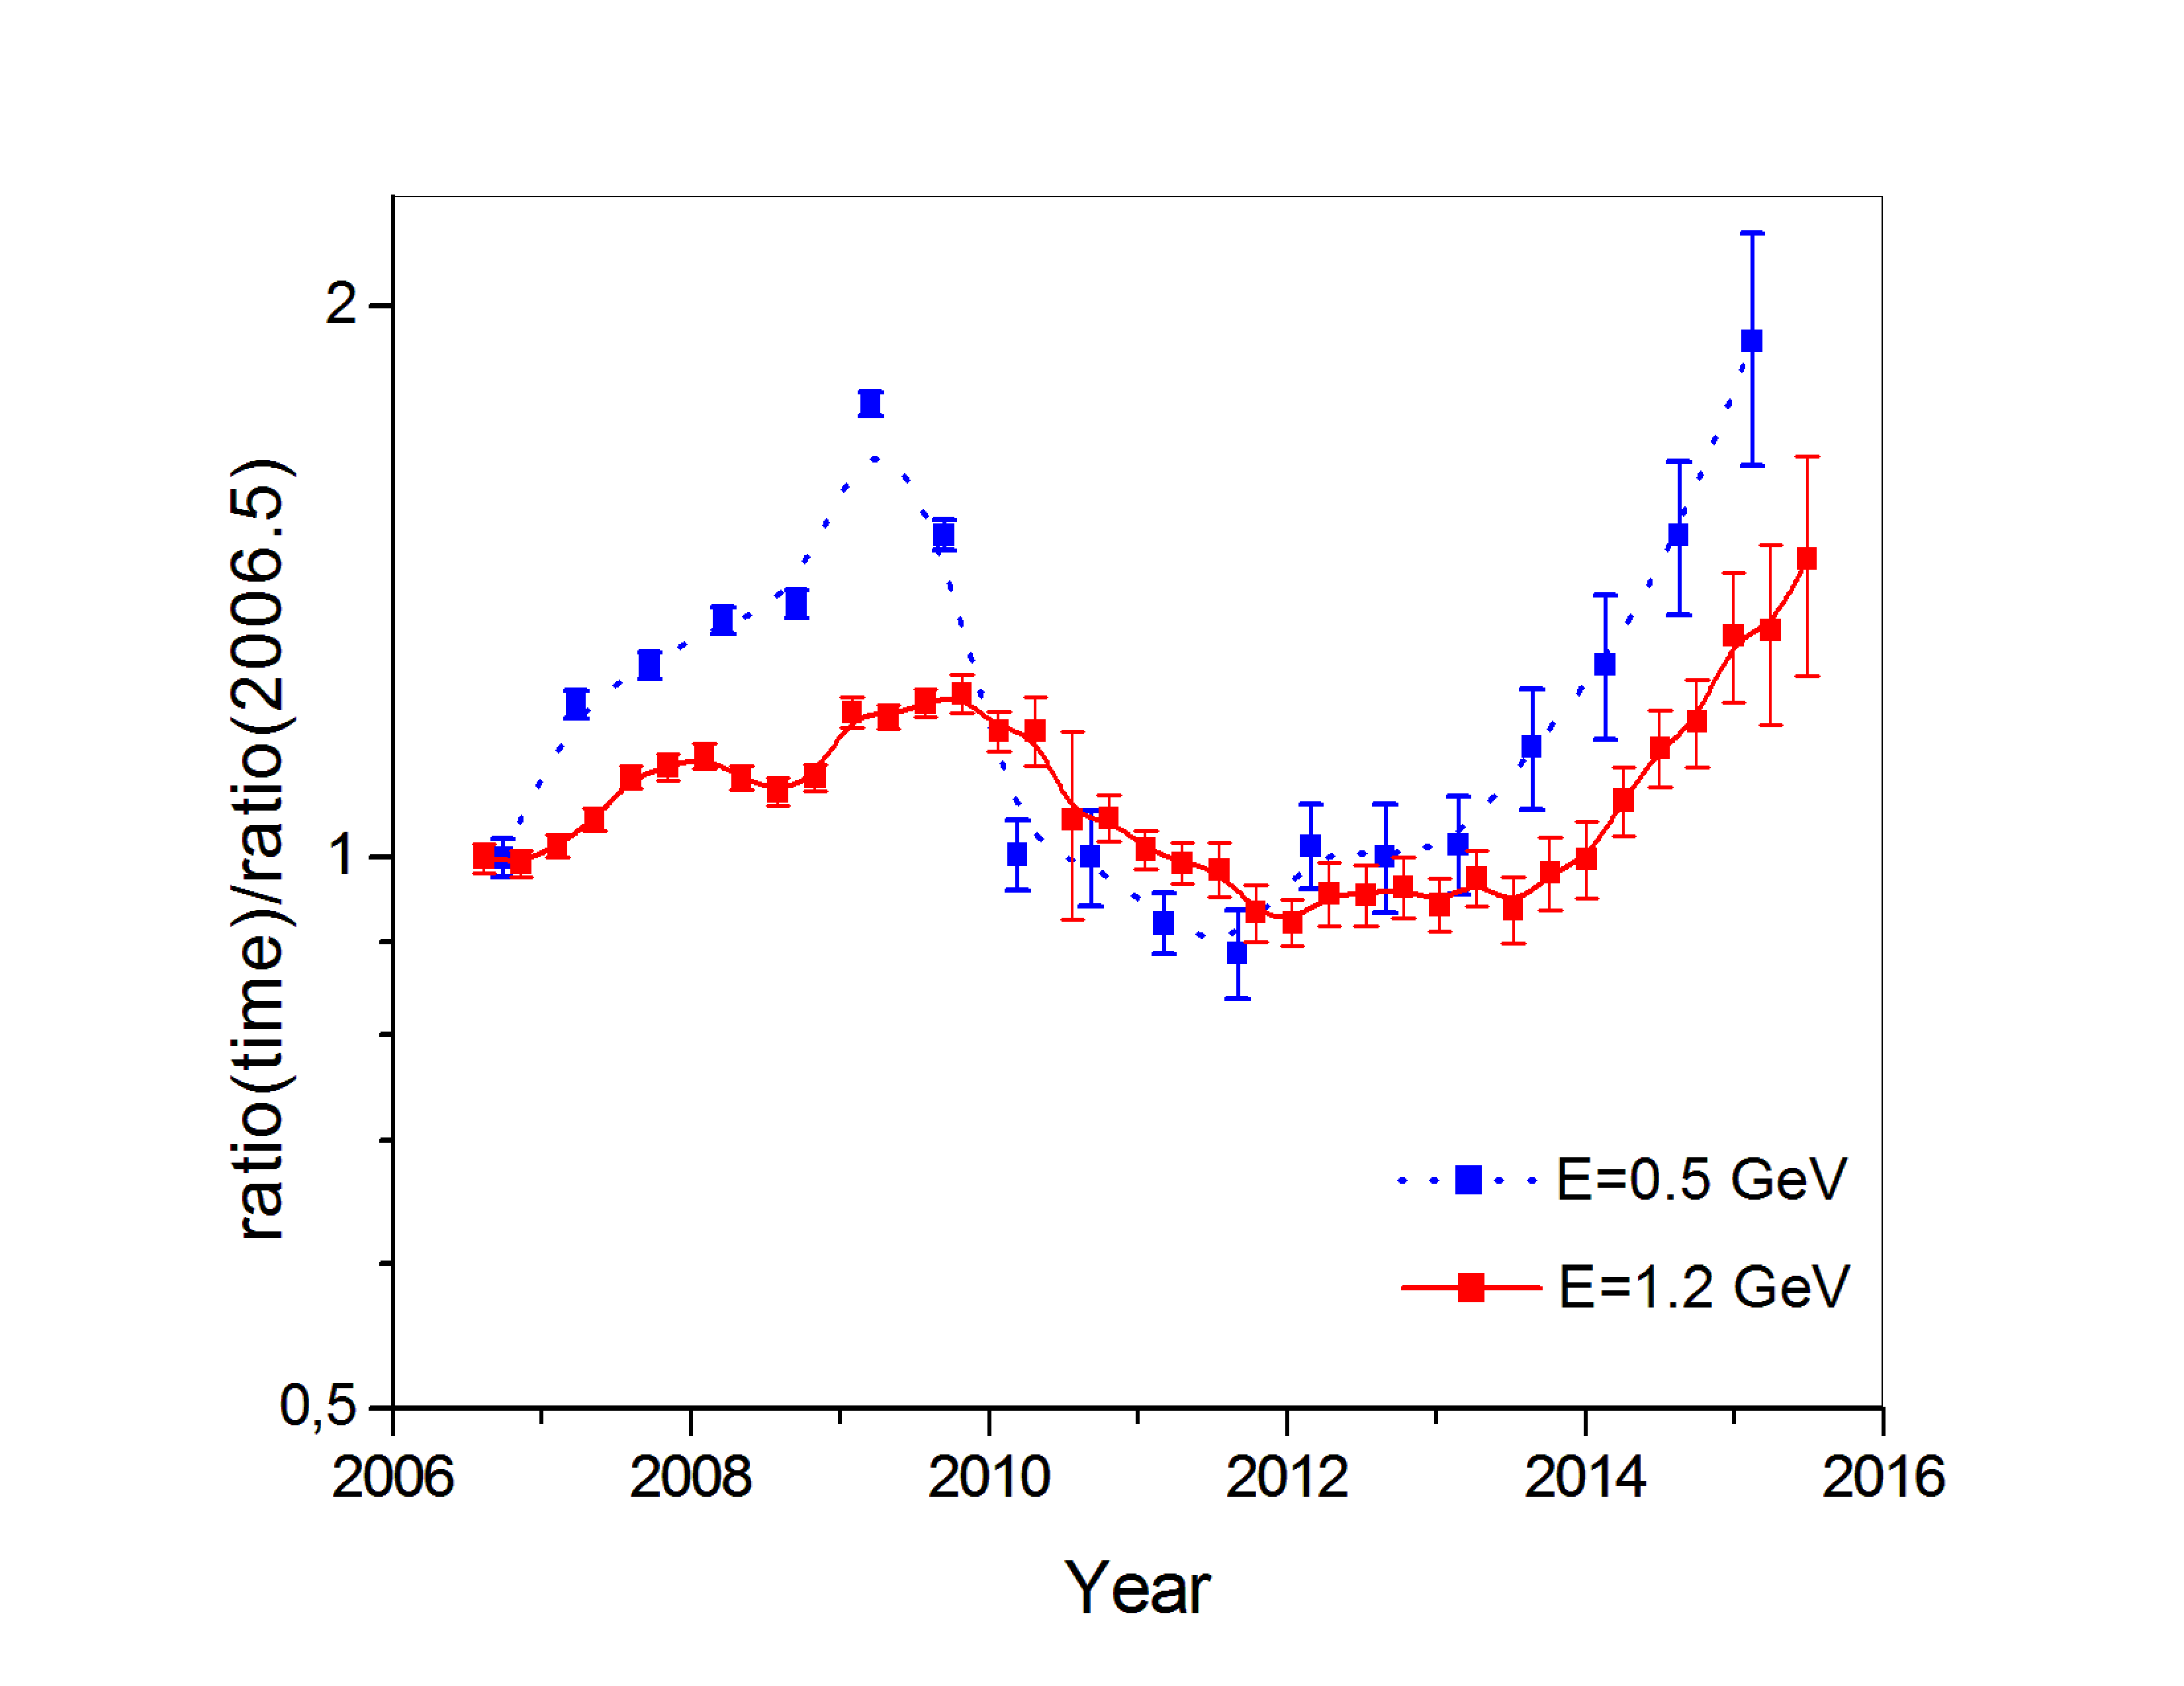 ratio(time)/ratio(2006.5)
2
1
0,5
2006 2008 2010 2012 2014 2016
Year
E=0.5 GeV
E=1.2 GeV